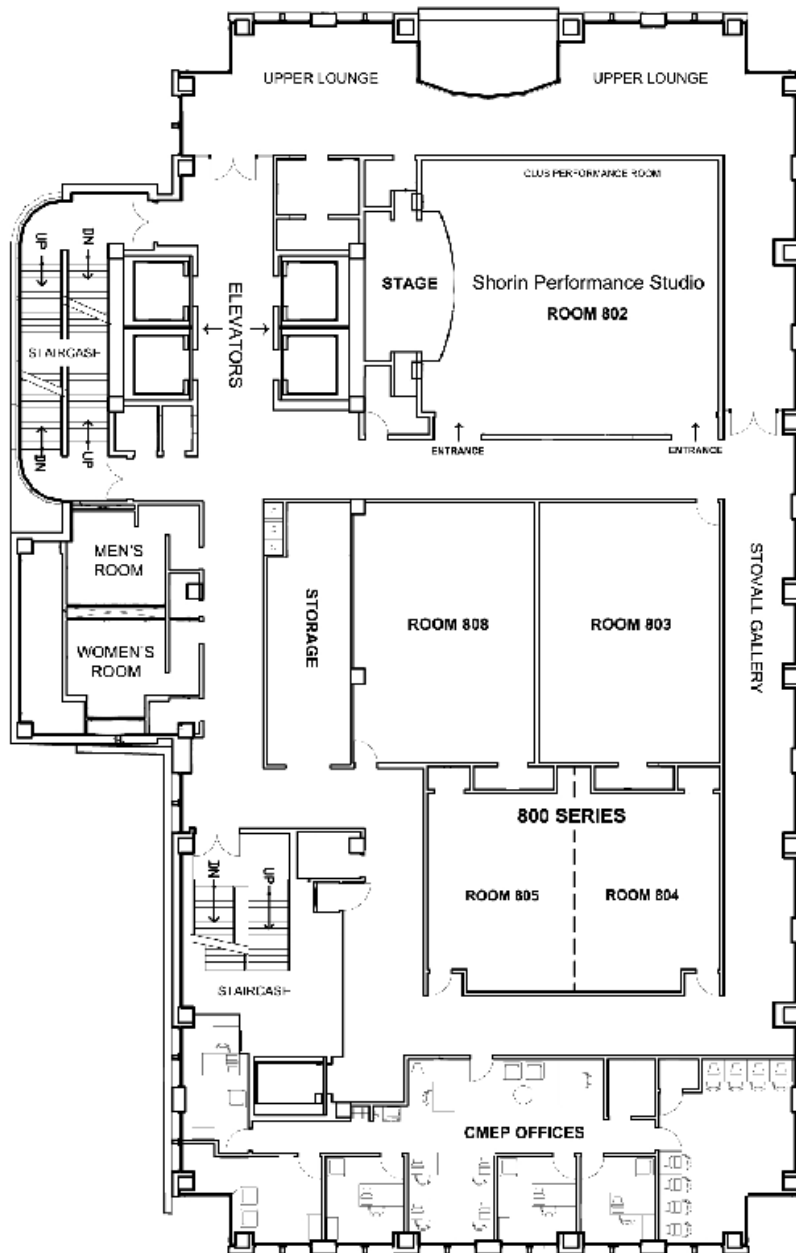 UPPER LOUNGE
UPPER LOUNGE
CLUB PERFORMANCE ROOM
UP
DN
ELEVATORS
STAGE
Shorin Performance Studio
ROOM 802
STAIRCASE
DN
UP
ENTRANCE
ENTRANCE
MEN'S
ROOM
STORAGE
ROOM 808
ROOM 803
STOVALL GALLERY
WOMEN'S
ROOM
800 SERIES
DN
UP
ROOM 805
ROOM 804
STAIRCASE
CMEP OFFICES